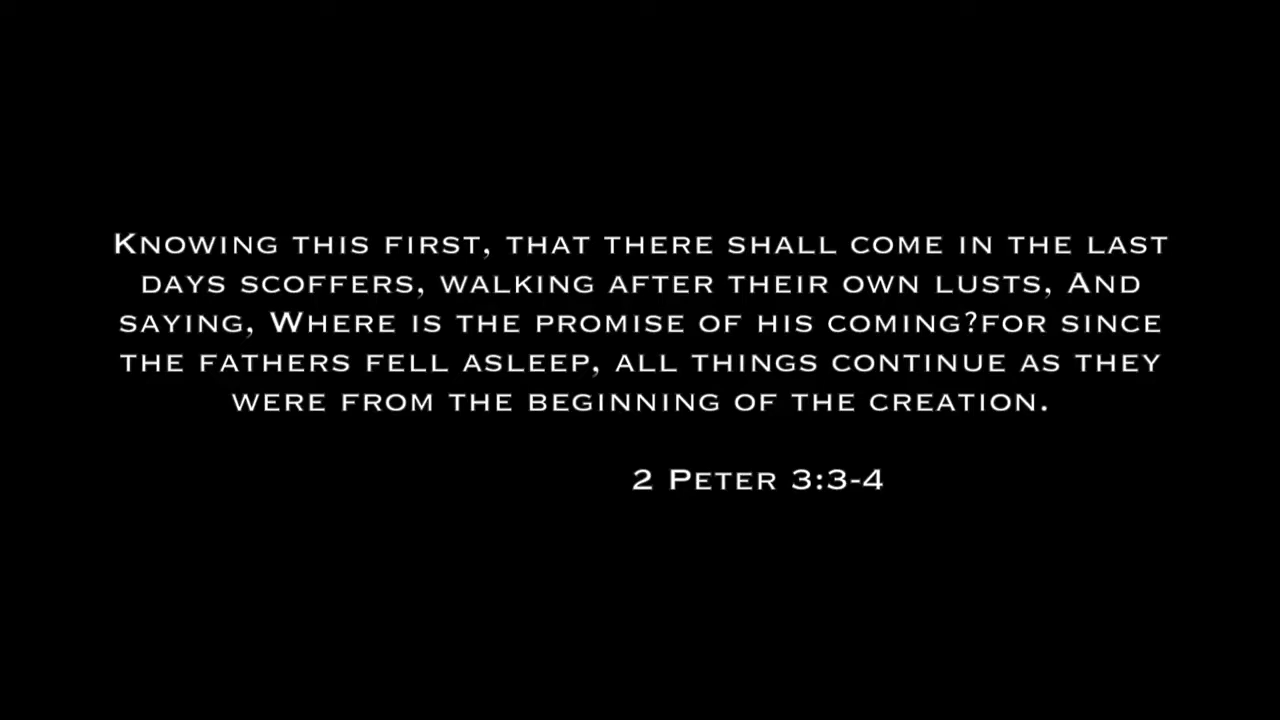 Knowing this first, that there shall come in the last
days scoffers, walking after their own lusts, And
saying, Where is the promise of his coming?for since
the fathers fell asleep, all things continue as they
were from the beginning of the creation.
2 Peter 3:3-4